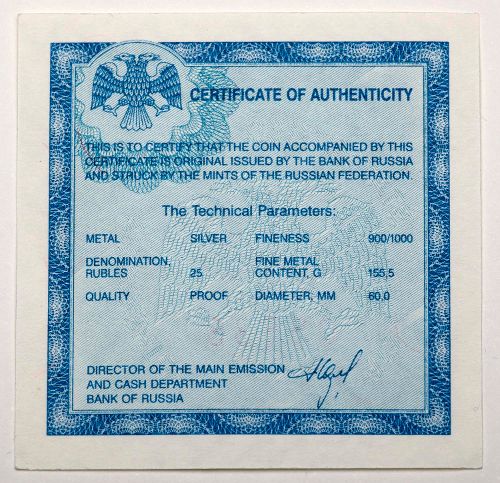 CERTIFICATE OF AUTHENTICITY
THIS IS TO CERTIFY THAT THE COIN ACCOMPANIED BY THIS
CERTIFICATE IS ORIGINAL ISSUED BY THE BANK OF RUSSIA
AND STRUCK BY THE MINTS OF THE RUSSIAN FEDERATION.
The Technical Parameters:
METAL SILVER FINENESS 900/1000
DENOMINATION, FINE METAL
RUBLES 25 CONTENT, G 155,5
QUALITY PROOF DIAMETER, MM 60,0
DIRECTOR OF THE MAIN EMISSION
AND CASH DEPARTMENT
BANK OF RUSSIA